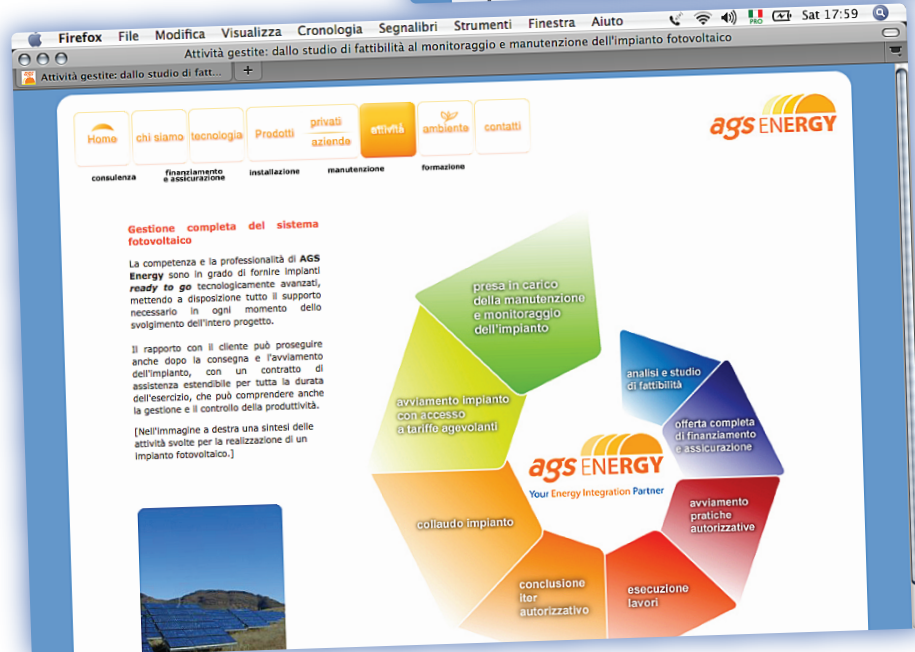 Firefox File Modifica Visualizza Cronologia Segnalibri Strumenti Finestra Aiuto PRO Sat 17:59
Attività gestite: dallo studio di fattibilità al monitoraggio e manutenzione dell'impianto fotovoltaico
ags Attività gestite: dallo studio di fatt... +
Home
chi siamo
tecnologia
Prodotti
privati
aziende
attività
ambiente
contatti
ags ENERGY
consulenza
finanziamento
e assicurazione
installazione
manutenzione
formazione
Gestione completa del sistema
fotovoltaico
La competenza e la professionalità di AGS
Energy sono in grado di fornire impianti
ready to go tecnologicamente avanzati,
mettendo a disposizione tutto il supporto
necessario in ogni momento dello
svolgimento dell'intero progetto.
Il rapporto con il cliente può proseguire
anche dopo la consegna e l'avviamento
dell'impianto, con un contratto di
assistenza estendibile per tutta la durata
dell'esercizio, che può comprendere anche
la gestione e il controllo della produttività.
[Nell'immagine a destra una sintesi delle
attività svolte per la realizzazione di un
impianto fotovoltaico.]
presa in carico
della manutenzione
e monitoraggio
dell'impianto
analisi e studio
di fattibilità
avviamento impianto
con accesso
a tariffe agevolanti
offerta completa
di finanziamento
e assicurazione
ags ENERGY
Your Energy Integration Partner
avviamento
pratiche
autorizzative
collaudo impianto
conclusione
iter
autorizzativo
esecuzione
lavori